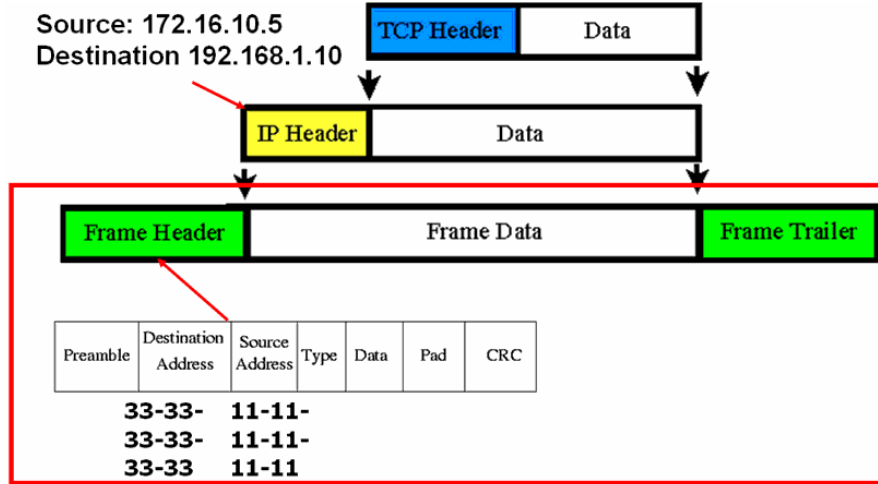 Source: 172.16.10.5
Destination 192.168.1.10
TCP Header
Data
IP Header
Data
Frame Header
Frame Data
Frame Trailer
Preamble
Destination
Address
Source
Address
Type
Data
Pad
CRC
33-33- 11-11-
33-33- 11-11-
33-33 11-11